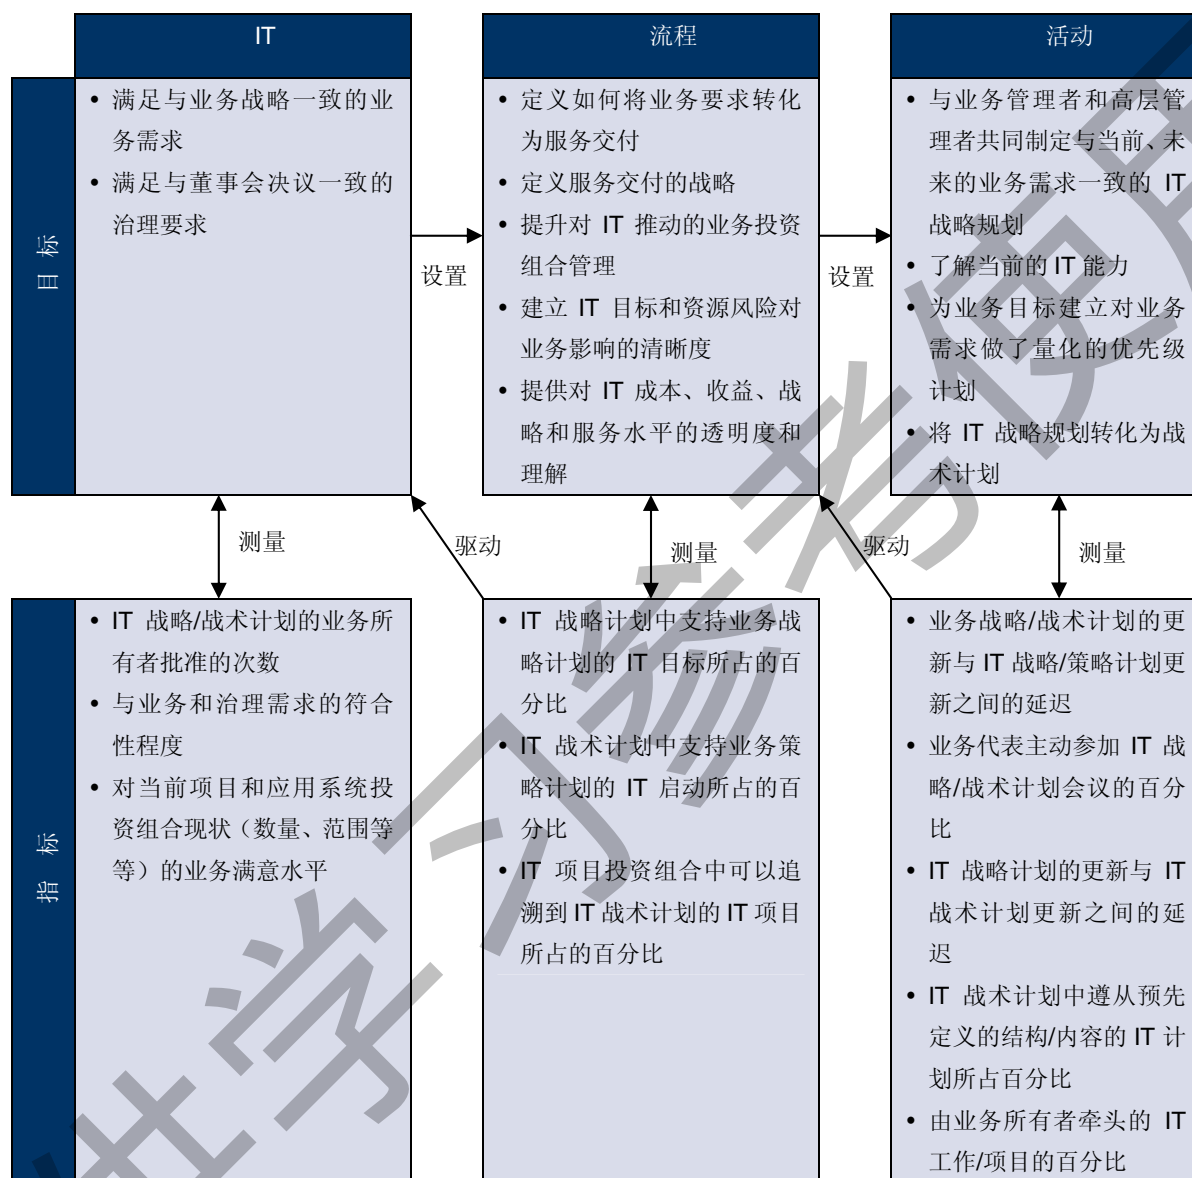 IT
流程
活动
目标
• 满足与业务战略一致的业
务需求
• 满足与董事会决议一致的
治理要求
设置
• 定义如何将业务要求转化
为服务交付
• 定义服务交付的战略
• 提升对 IT 推动的业务投资
组合管理
• 建立 IT 目标和资源风险对
业务影响的清晰度
• 提供对 IT 成本、收益、战
略和服务水平的透明度和
理解
设置
• 与业务管理者和高层管
理者共同制定与当前、未
来的业务需求一致的 IT
战略规划
• 了解当前的 IT 能力
• 为业务目标建立对业务
需求做了量化的优先级
计划
• 将 IT 战略规划转化为战
术计划
测量
驱动
测量
驱动
测量
指标
• IT 战略/战术计划的业务所
有者批准的次数
• 与业务和治理需求的符合
性程度
• 对当前项目和应用系统投
资组合现状（数量、范围等
等）的业务满意水平
• IT 战略计划中支持业务战
略计划的 IT 目标所占的百
分比
• IT 战术计划中支持业务策
略计划的 IT 启动所占的百
分比
• IT 项目投资组合中可以追
溯到 IT 战术计划的 IT 项目
所占的百分比
• 业务战略/战术计划的更
新与 IT 战略/策略计划更
新之间的延迟
• 业务代表主动参加 IT 战
略/战术计划会议的百分
比
• IT 战略计划的更新与 IT
战术计划更新之间的延
迟
• IT 战术计划中遵从预先
定义的结构/内容的 IT 计
划所占百分比
• 由业务所有者牵头的 IT
工作/项目的百分比
供学习参考使用